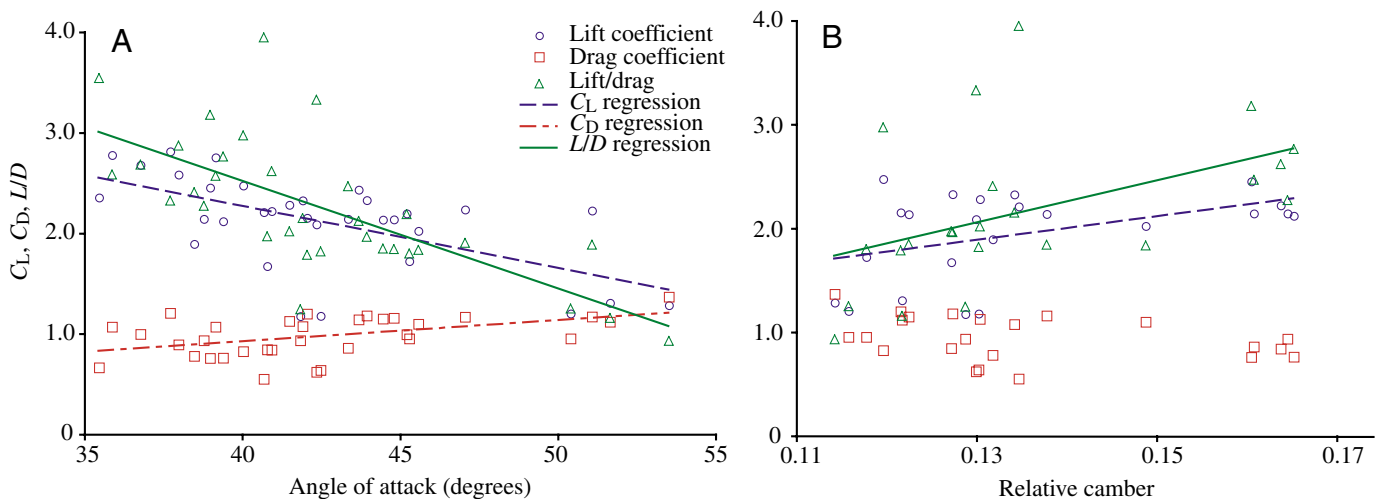 A
B
Lift coefficient
Drag coefficient
Lift/drag
CL regression
CD regression
L/D regression
CL, CD, L/D
4.0
3.0
2.0
1.0
0
35
40
45
50
55
Angle of attack (degrees)
4.0
3.0
2.0
1.0
0
0.11
0.13
0.15
0.17
Relative camber